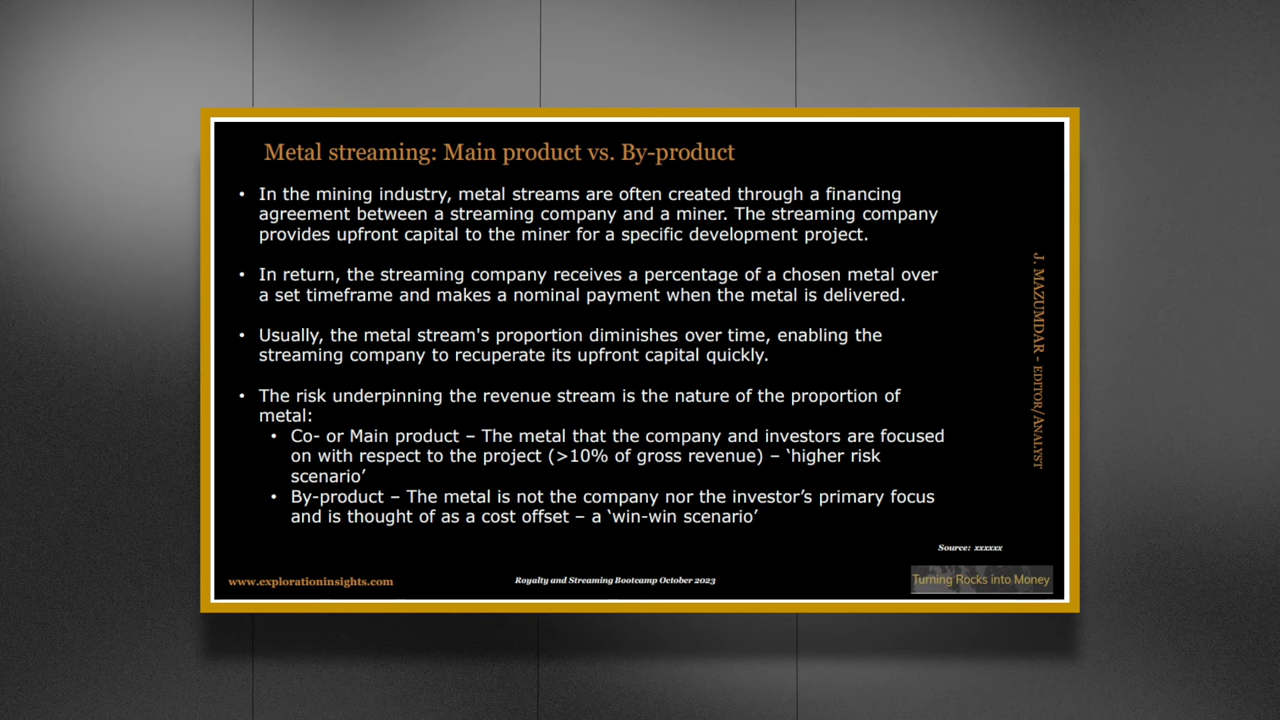 Metal streaming: Main product vs. By-product
• In the mining industry, metal streams are often created through a financing
agreement between a streaming company and a miner. The streaming company
provides upfront capital to the miner for a specific development project.
• In return, the streaming company receives a percentage of a chosen metal over
a set timeframe and makes a nominal payment when the metal is delivered.
• Usually, the metal stream's proportion diminishes over time, enabling the
streaming company to recuperate its upfront capital quickly.
• The risk underpinning the revenue stream is the nature of the proportion of
metal:
• Co- or Main product – The metal that the company and investors are focused
on with respect to the project (>10% of gross revenue) – ‘higher risk
scenario’
• By-product – The metal is not the company nor the investor’s primary focus
and is thought of as a cost offset – a ‘win-win scenario’
J. MAZUMDAR - EDITOR/ANALYST
Source: xxxxxx
www.explorationinsights.com
Royalty and Streaming Bootcamp October 2023
Turning Rocks into Money